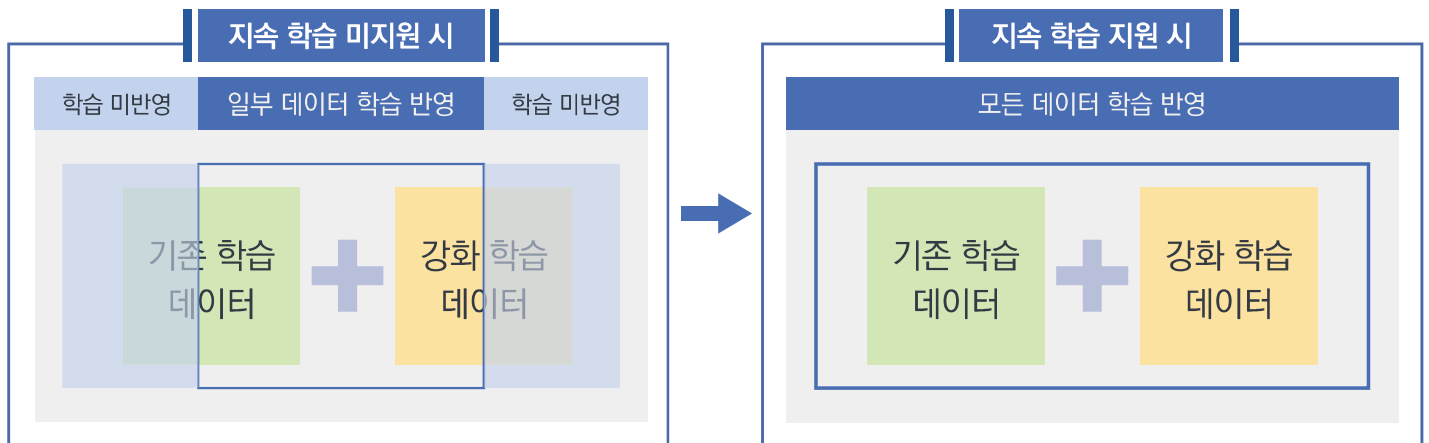 지속 학습 미지원 시
학습 미반영
일부 데이터 학습 반영
학습 미반영
기존 학습
데이터
강화 학습
데이터
지속 학습 지원 시
모든 데이터 학습 반영
기존 학습
데이터
강화 학습
데이터